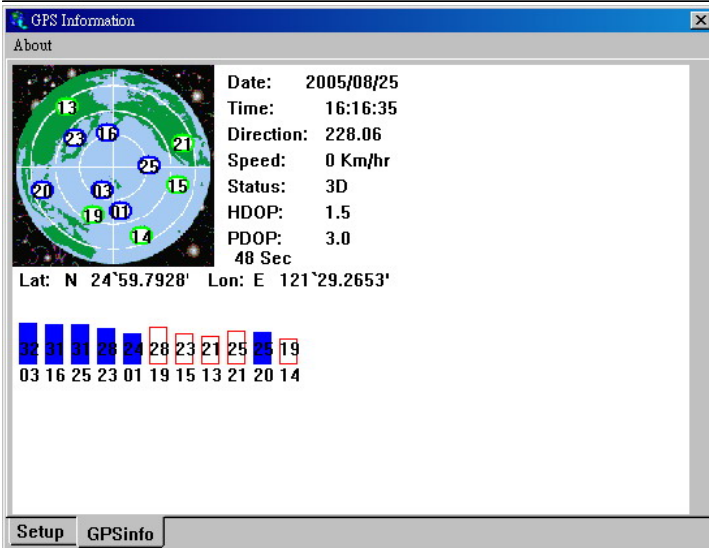 GPS Information
About
Date: 2005/08/25
Time: 16:16:35
Direction: 228.06
Speed: 0 Km/hr
Status: 3D
HDOP: 1.5
PDOP: 3.0
48 Sec
13
23 16
21
25
20 03 15
19 01
14
Lat: N 24`59.7928' Lon: E 121`29.2653'
32 31 31 28 24 28 23 21 25 25 19
03 16 25 23 01 19 15 13 21 20 14
Setup GPSinfo